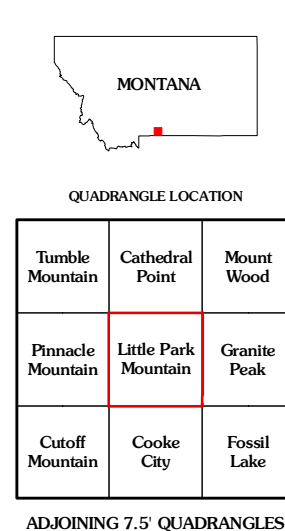 MONTANA
QUADRANGLE LOCATION
Tumble
Mountain
Cathedral
Point
Mount
Wood
Pinnacle
Mountain
Little Park
Mountain
Granite
Peak
Cutoff
Mountain
Cooke
City
Fossil
Lake
ADJOINING 7.5' QUADRANGLES